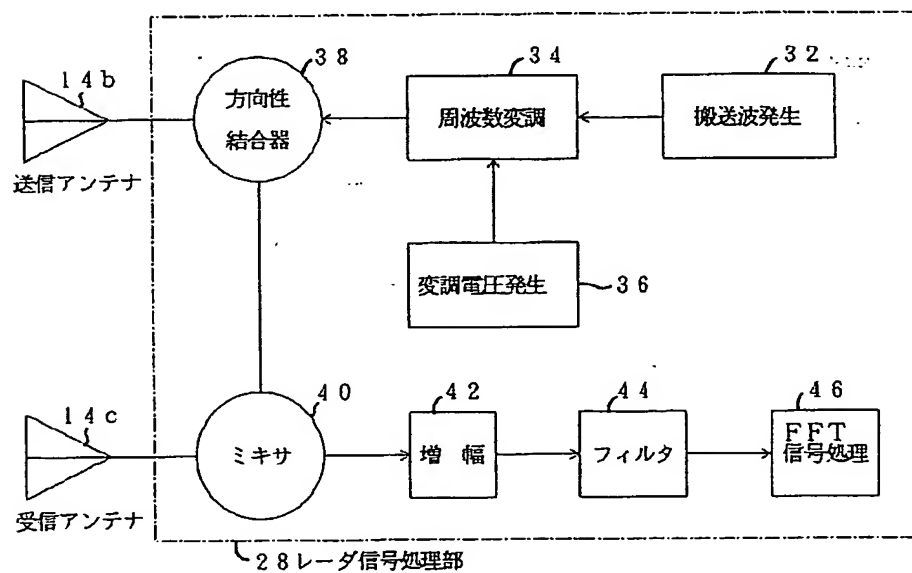 14b
送信アンテナ
38
方向性
結合器
34
周波数変調
32
搬送波発生
変調電圧発生
36
14c
受信アンテナ
40
ミキサ
42
増 幅
44
フィルタ
46
FFT
信号処理
28レーダ信号処理部